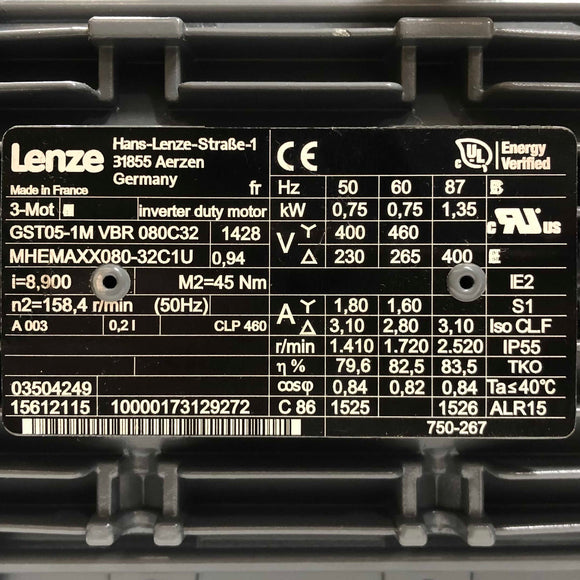 Lenze
Hans-Lenze-Straße-1
31855 Aerzen
Germany
Made in France
fr
3-Mot
inverter duty motor
GST05-1M VBR 080C32 1428
MHEMAXX080-32C1U 0,94
i=8,900 M2=45 Nm
n2=158,4 r/min (50Hz)
A 003 0,2 l CLP 460
03504249
15612115 10000173129272
CE
c UL us
Energy
Verified
Hz 50 60 87
kW 0,75 0,75 1,35
c RU us
V Y 400 460
△ 230 265 400
IE2
A Y 1,80 1,60 S1
△ 3,10 2,80 3,10 Iso CL.F
r/min 1.410 1.720 2.520 IP55
η % 79,6 82,5 83,5 TKO
cosφ 0,84 0,82 0,84 Ta≤40°C
C 86 1525 1526 ALR15
750-267